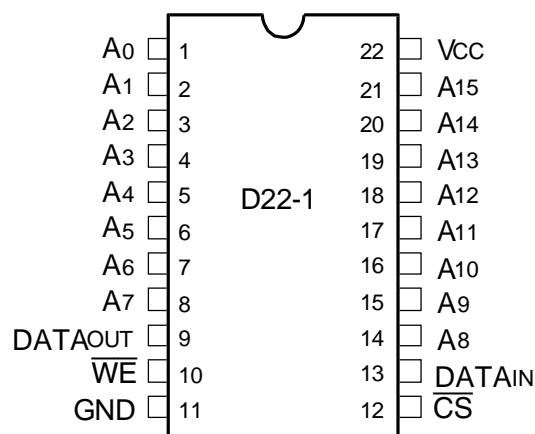 A0 1 22 VCC
A1 2 21 A15
A2 3 20 A14
A3 4 19 A13
A4 5 D22-1 18 A12
A5 6 17 A11
A6 7 16 A10
A7 8 15 A9
DATAOUT 9 14 A8
WE 10 13 DATAIN
GND 11 12 CS